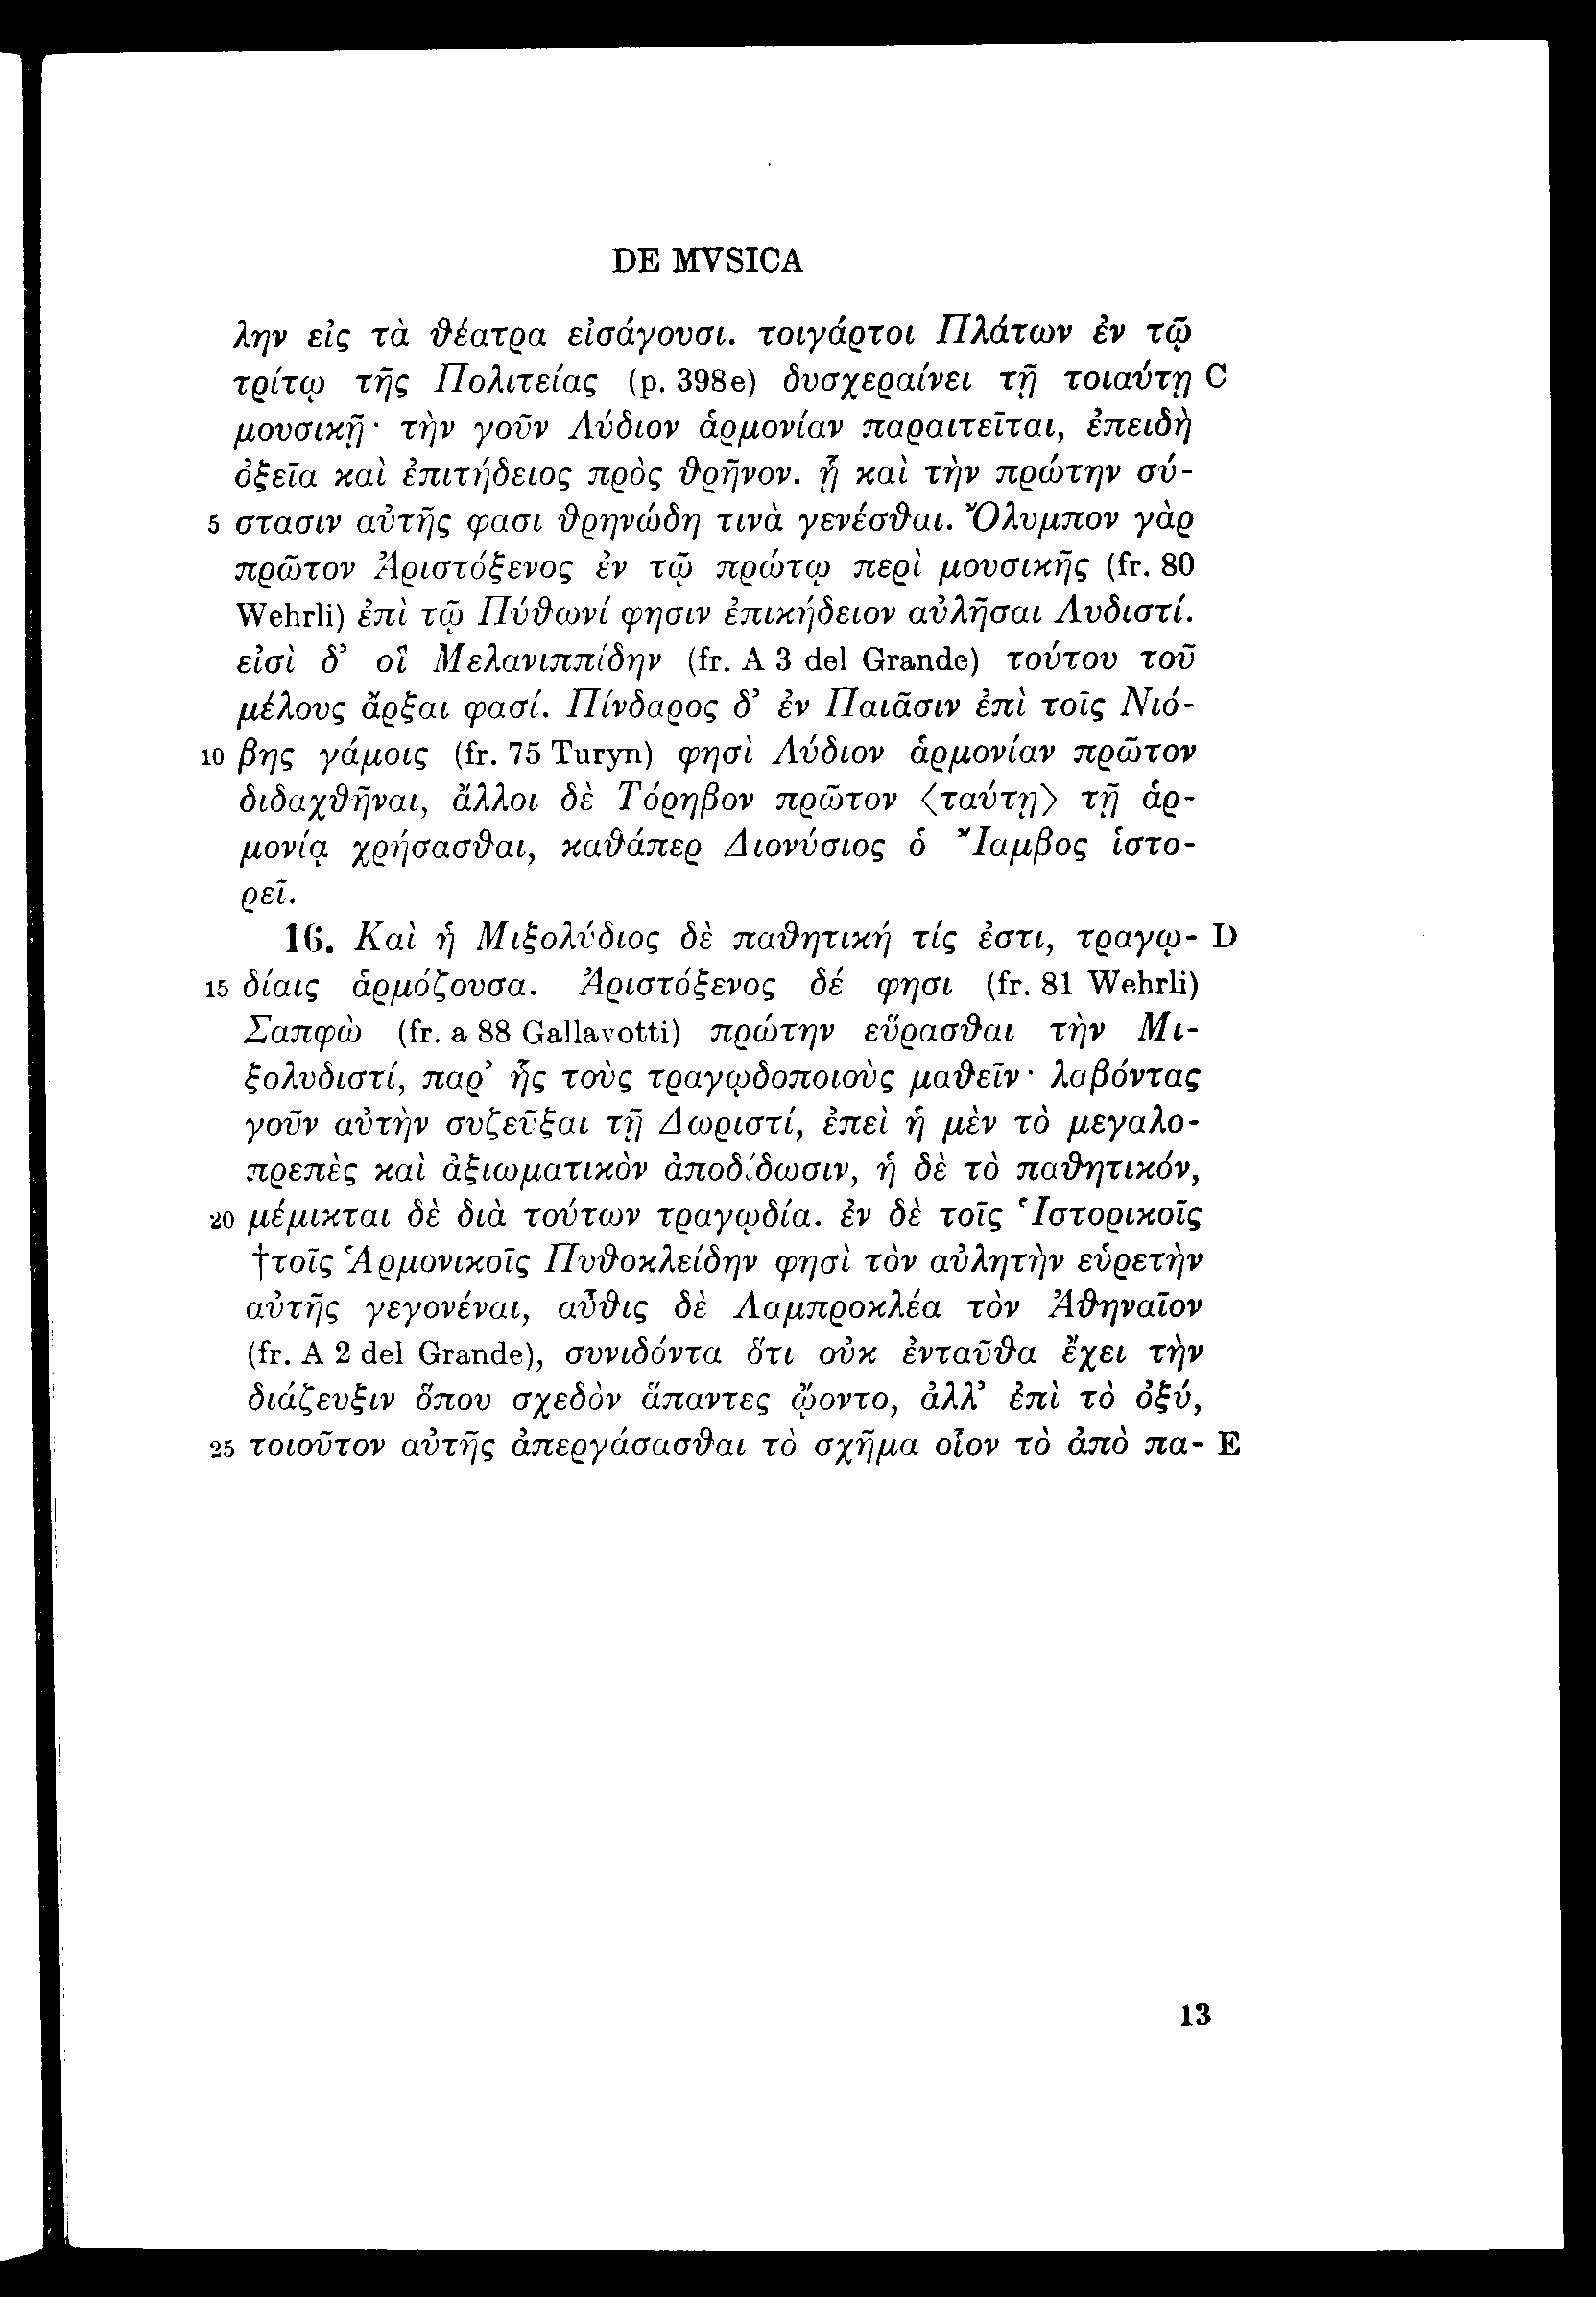 DE MVSICA
λην εἰς τὰ θέατρα εἰσάγουσι. τοιγάρτοι Πλάτων ἐν τῷ
τρίτῳ τῆς Πολιτείας (p. 398e) δυσχεραίνει τῇ τοιαύτῃ C
μουσικῇ· τὴν γοῦν Λύδιον ἁρμονίαν παραιτεῖται, ἐπειδὴ
ὀξεῖα καὶ ἐπιτήδειος πρὸς θρῆνον. ᾗ καὶ τὴν πρώτην σύ-
5 στασιν αὐτῆς φασι θρηνώδη τινὰ γενέσθαι. Ὄλυμπον γὰρ
πρῶτον Ἀριστόξενος ἐν τῷ πρώτῳ περὶ μουσικῆς (fr. 80
Wehrli) ἐπὶ τῷ Πύθωνί φησιν ἐπικήδειον αὐλῆσαι Λυδιστί.
εἰσὶ δ’ οἳ Μελανιππίδην (fr. A 3 del Grande) τούτου τοῦ
μέλους ἄρξαι φασί. Πίνδαρος δ’ ἐν Παιᾶσιν ἐπὶ τοῖς Νιό-
10 βης γάμοις (fr. 75 Turyn) φησὶ Λύδιον ἁρμονίαν πρῶτον
διδαχθῆναι, ἄλλοι δὲ Τόρηβον πρῶτον ⟨ταύτῃ⟩ τῇ ἁρ-
μονίᾳ χρήσασθαι, καθάπερ Διονύσιος ὁ Ἴαμβος ἱστο-
ρεῖ.
16. Καὶ ἡ Μιξολύδιος δὲ παθητική τίς ἐστι, τραγῳ- D
15 δίαις ἁρμόζουσα. Ἀριστόξενος δέ φησι (fr. 81 Wehrli)
Σαπφὼ (fr. a 88 Gallavotti) πρώτην εὕρασθαι τὴν Μι-
ξολυδιστί, παρ’ ἧς τοὺς τραγῳδοποιοὺς μαθεῖν· λαβόντας
γοῦν αὐτὴν συζεῦξαι τῇ Δωριστί, ἐπεὶ ἡ μὲν τὸ μεγαλο-
πρεπὲς καὶ ἀξιωματικὸν ἀποδίδωσιν, ἡ δὲ τὸ παθητικόν,
20 μέμικται δὲ διὰ τούτων τραγῳδία. ἐν δὲ τοῖς Ἱστορικοῖς
†τοῖς Ἁρμονικοῖς Πυθοκλείδην φησὶ τὸν αὐλητὴν εὑρετὴν
αὐτῆς γεγονέναι, αὖθις δὲ Λαμπροκλέα τὸν Ἀθηναῖον
(fr. A 2 del Grande), συνιδόντα ὅτι οὐκ ἐνταῦθα ἔχει τὴν
διάζευξιν ὅπου σχεδὸν ἅπαντες ᾤοντο, ἀλλ’ ἐπὶ τὸ ὀξύ,
25 τοιοῦτον αὐτῆς ἀπεργάσασθαι τὸ σχῆμα οἷον τὸ ἀπὸ πα- E
13